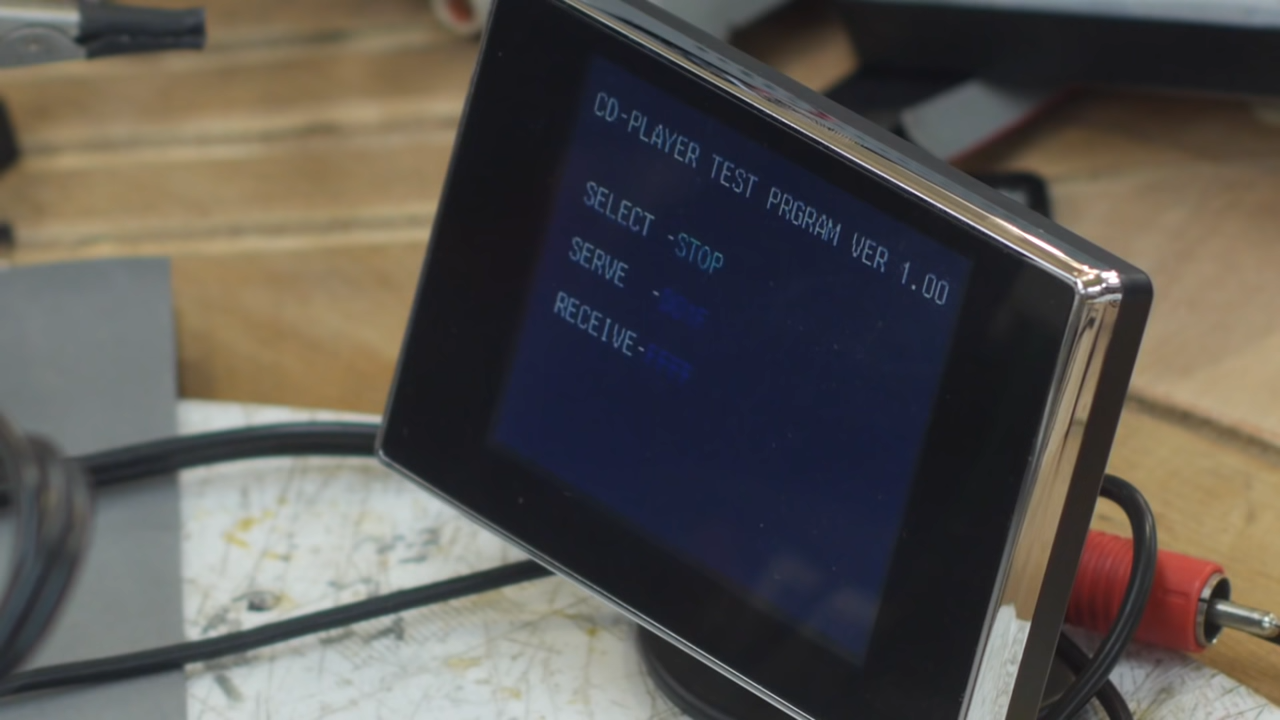 CD-PLAYER TEST PRGRAM VER 1.00
SELECT -STOP
SERVE -
RECEIVE-